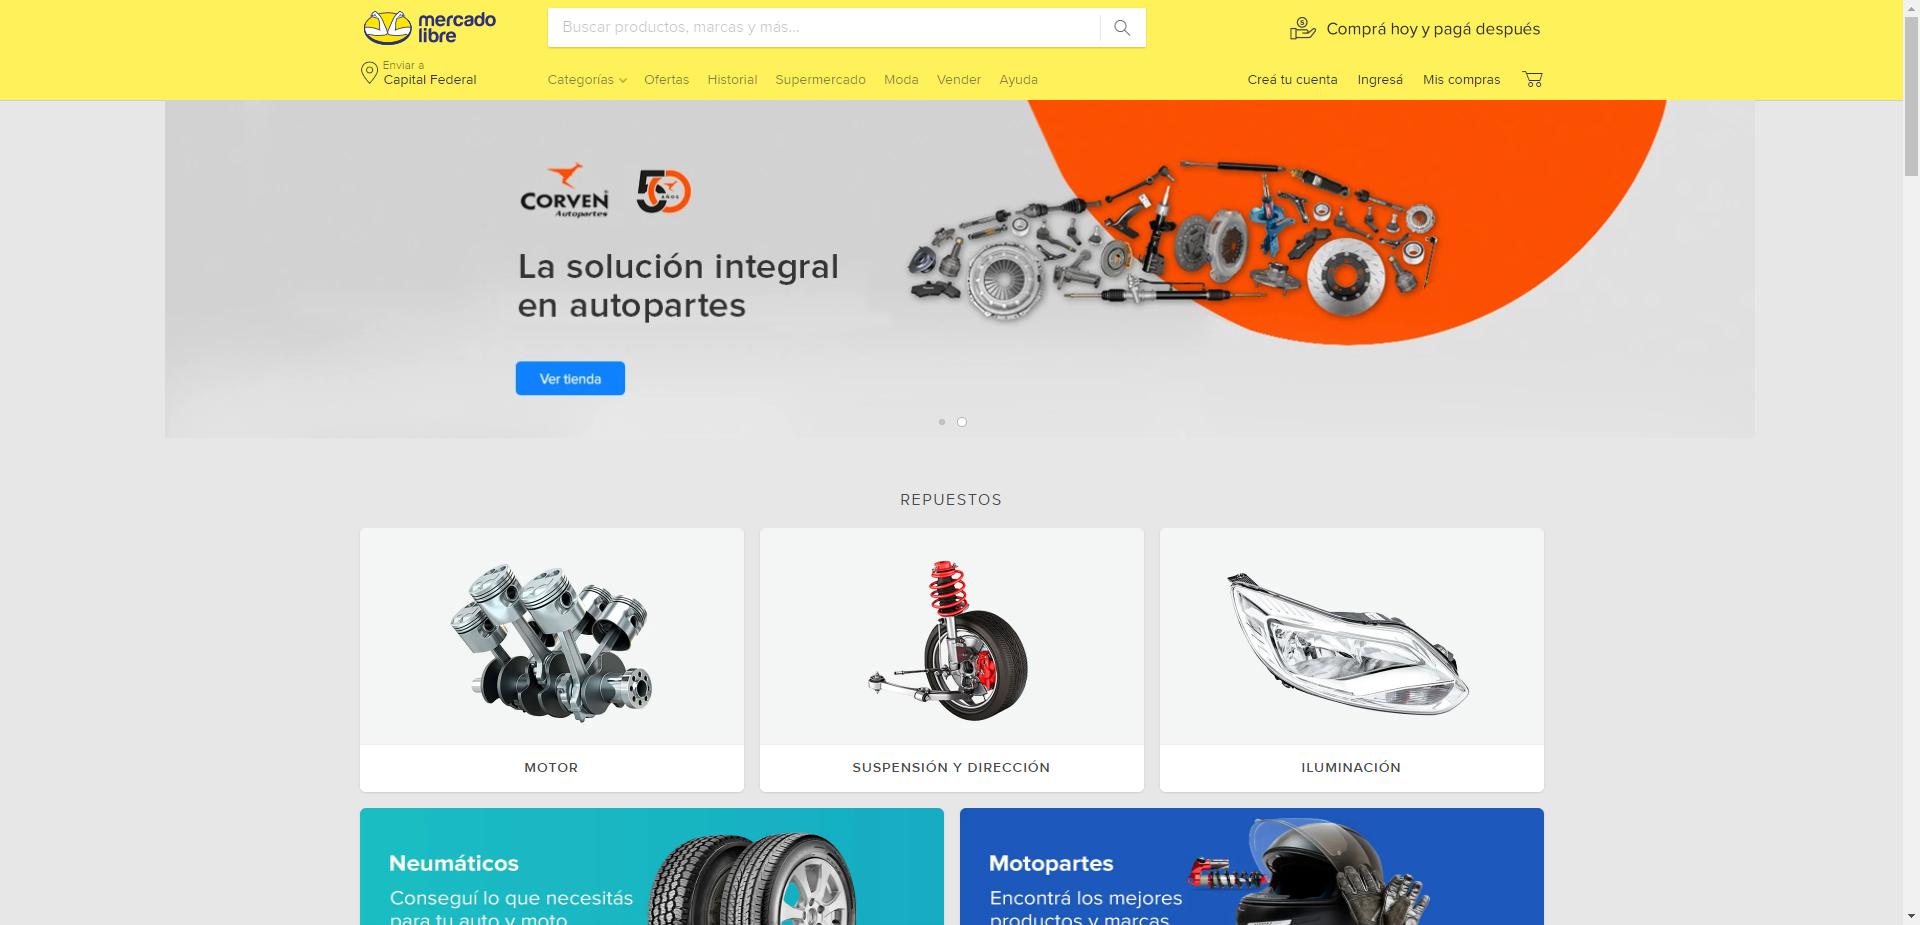 mercado
libre
Buscar productos, marcas y más...
Comprá hoy y pagá después
Enviar a
Capital Federal
Categorías
Ofertas
Historial
Supermercado
Moda
Vender
Ayuda
Creá tu cuenta
Ingresá
Mis compras
CORVEN
Autopartes
50
AÑOS
La solución integral
en autopartes
Ver tienda
REPUESTOS
MOTOR
SUSPENSIÓN Y DIRECCIÓN
ILUMINACIÓN
Neumáticos
Conseguí lo que necesitás
para tu auto y moto
Motopartes
Encontrá los mejores
productos y marcas